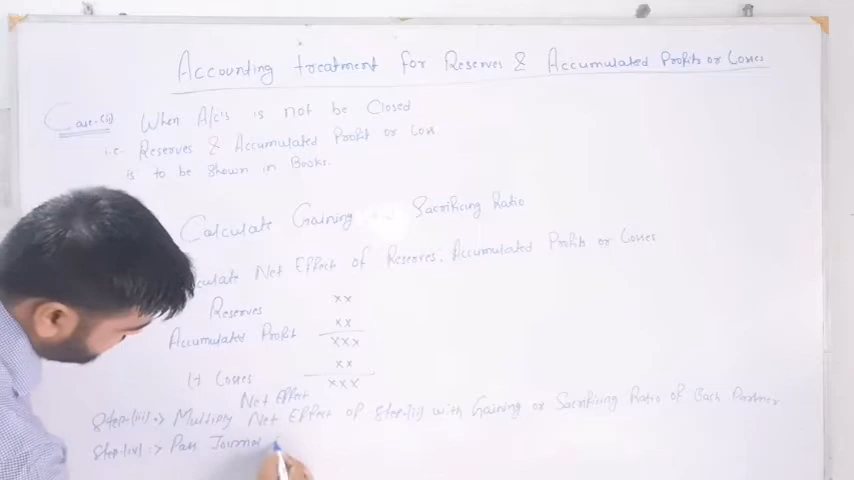 Accounting treatment for Reserves & Accumulated Profits or Losses
Case-(ii) When A/c's is not be Closed
i.e. Reserves & Accumulated Profit or Loss
is to be shown in Books.
Calculate Gaining Sacrificing Ratio
culate Net Effect of Reserves. Accumulated Profits or Losses
Reserves xx
Accumulated Profit xx
xxx
(-) Losses xx
Net Effect xxx
Step-(iii) :-> Multiply Net Effect of Step-(ii) with Gaining or Sacrificing Ratio of Each Partner
Step-(iv) :-> Pass Journal